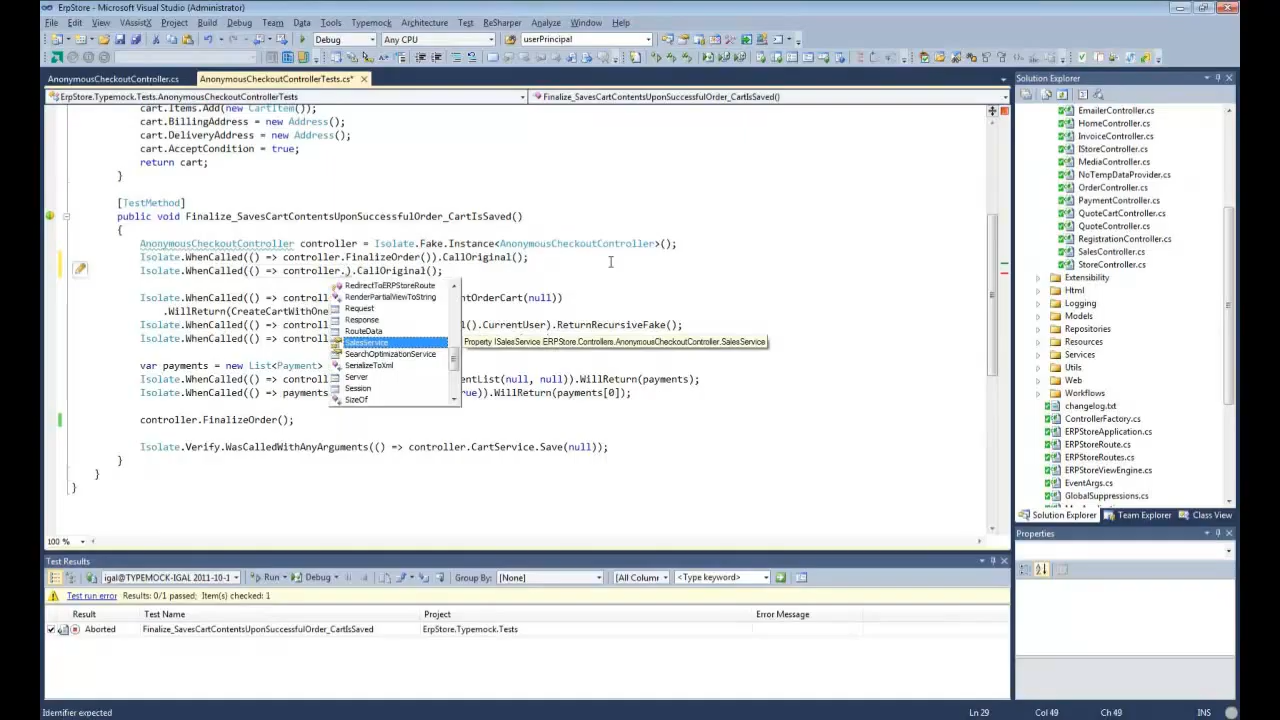 ErpStore - Microsoft Visual Studio (Administrator)
File Edit View VAssistX Project Build Debug Team Data Tools Typemock Architecture Test ReSharper Analyze Window Help
Debug Any CPU userPrincipal
AnonymousCheckoutController.cs AnonymousCheckoutControllerTests.cs*
ErpStore.Typemock.Tests.AnonymousCheckoutControllerTests Finalize_SavesCartContentsUponSuccessfulOrder_CartIsSaved()
cart.Items.Add(new CartItem());
cart.BillingAddress = new Address();
cart.DeliveryAddress = new Address();
cart.AcceptCondition = true;
return cart;
}
[TestMethod]
public void Finalize_SavesCartContentsUponSuccessfulOrder_CartIsSaved()
{
AnonymousCheckoutController controller = Isolate.Fake.Instance<AnonymousCheckoutController>();
Isolate.WhenCalled(() => controller.FinalizeOrder()).CallOriginal();
Isolate.WhenCalled(() => controller.).CallOriginal();
Isolate.WhenCalled(() => controll
ntOrderCart(null))
.WillReturn(CreateCartWithOne
Isolate.WhenCalled(() => controll
l().CurrentUser).ReturnRecursiveFake();
Isolate.WhenCalled(() => controll
var payments = new List<Payment>
Isolate.WhenCalled(() => controll
entList(null, null)).WillReturn(payments);
Isolate.WhenCalled(() => payments
rue)).WillReturn(payments[0]);
controller.FinalizeOrder();
Isolate.Verify.WasCalledWithAnyArguments(() => controller.CartService.Save(null));
}
}
}
RedirectToERPStoreRoute
RenderPartialViewToString
Request
Response
RouteData
SalesService
SearchOptimizationService
SerializeToXml
Server
Session
SizeOf
Property ISalesService ERPStore.Controllers.AnonymousCheckoutController.SalesService
100 %
Solution Explorer
EmailerController.cs
HomeController.cs
InvoiceController.cs
IStoreController.cs
MediaController.cs
NoTempDataProvider.cs
OrderController.cs
PaymentController.cs
QuoteCartController.cs
QuoteController.cs
RegistrationController.cs
StoreController.cs
Extensibility
Html
Logging
Models
Repositories
Resources
Services
Utils
Web
Workflows
changelog.txt
ControllerFactory.cs
ERPStoreApplication.cs
ERPStoreRoute.cs
ERPStoreRoutes.cs
ERPStoreViewEngine.cs
EventArgs.cs
GlobalSuppressions.cs
Solution Explorer Team Explorer Class View
Properties
Test Results
igal@TYPEMOCK-IGAL 2011-10-1 Run Debug Group By: [None] [All Colum <Type keyword>
Test run error Results: 0/1 passed; Item(s) checked: 1
Result Test Name Project Error Message
Aborted Finalize_SavesCartContentsUponSuccessfulOrder_CartIsSaved ErpStore.Typemock.Tests
Identifier expected Ln 29 Col 49 Ch 49 INS